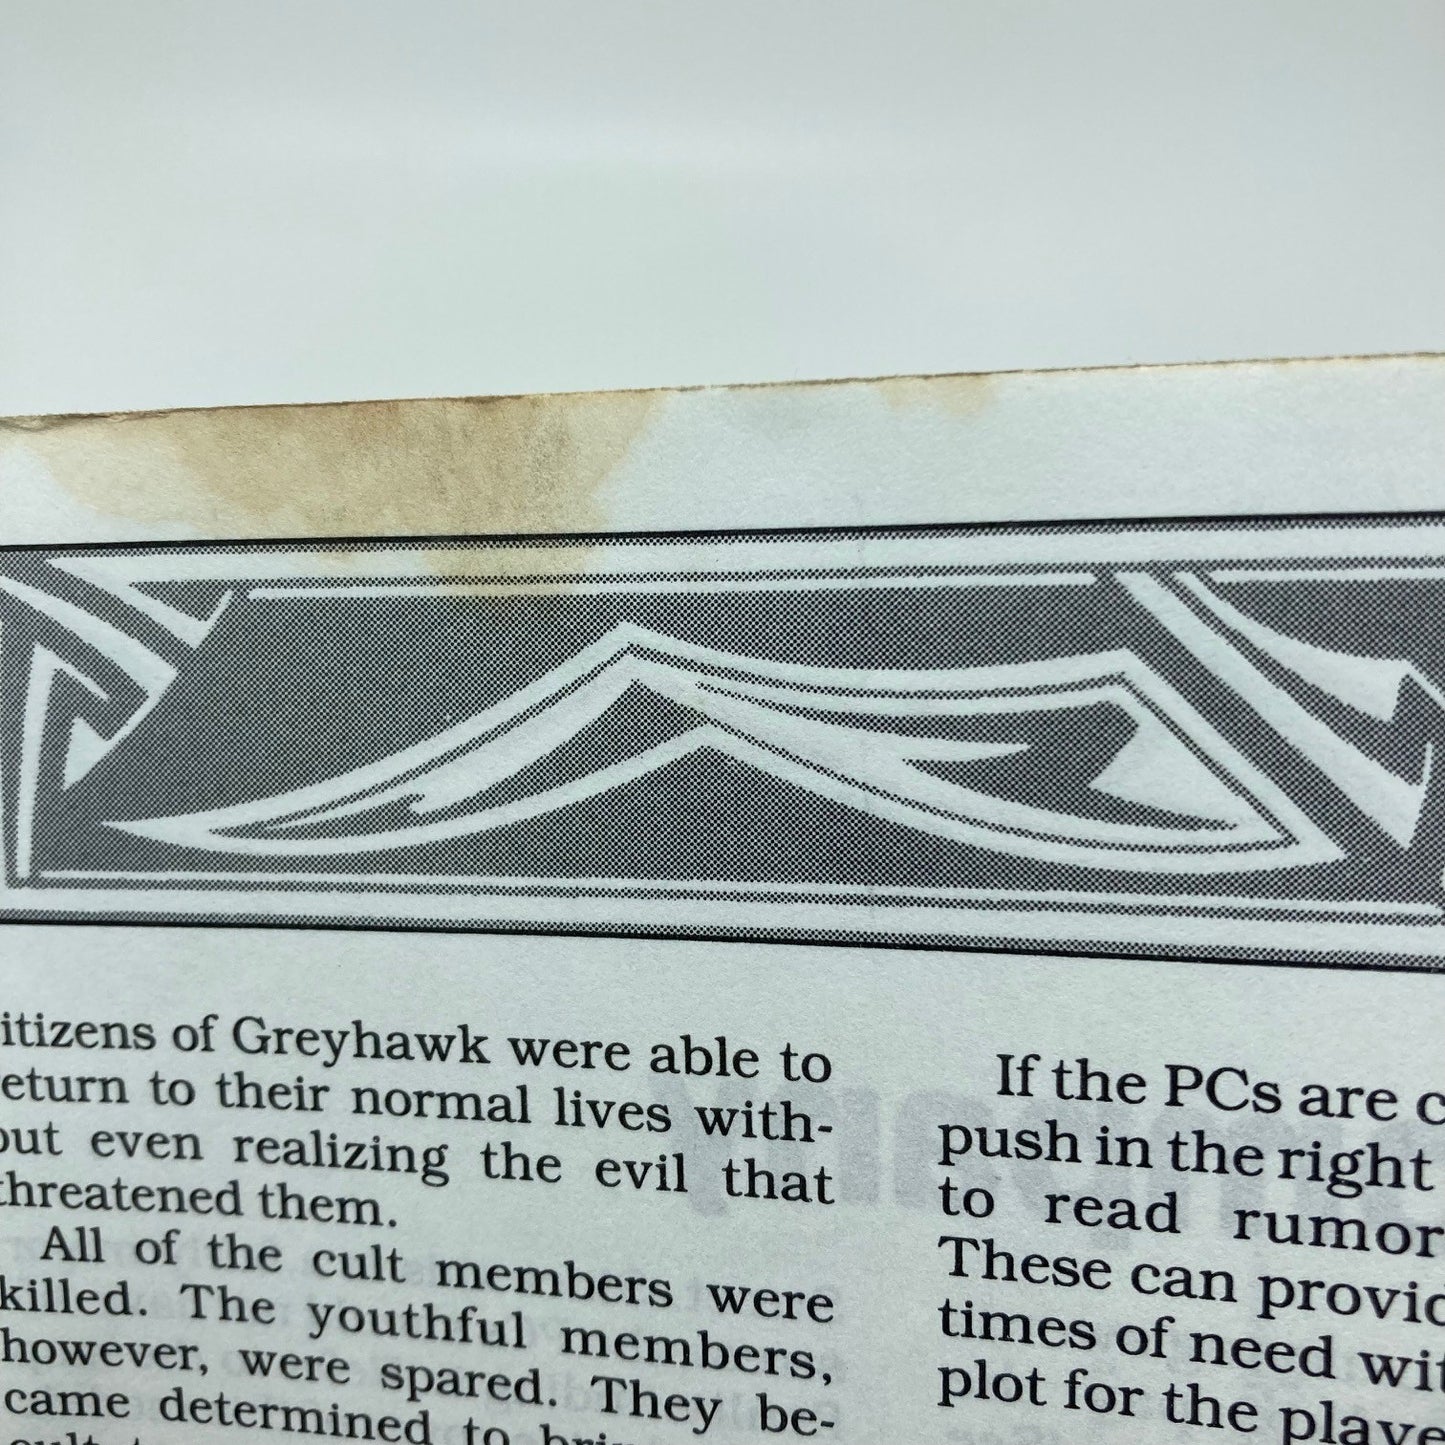 itizens of Greyhawk were able to
eturn to their normal lives with-
out even realizing the evil that
threatened them.
All of the cult members were
killed. The youthful members,
however, were spared. They be-
came determined to
If the PCs are c
push in the right
to read rumor
These can provid
times of need wit
plot for the playe